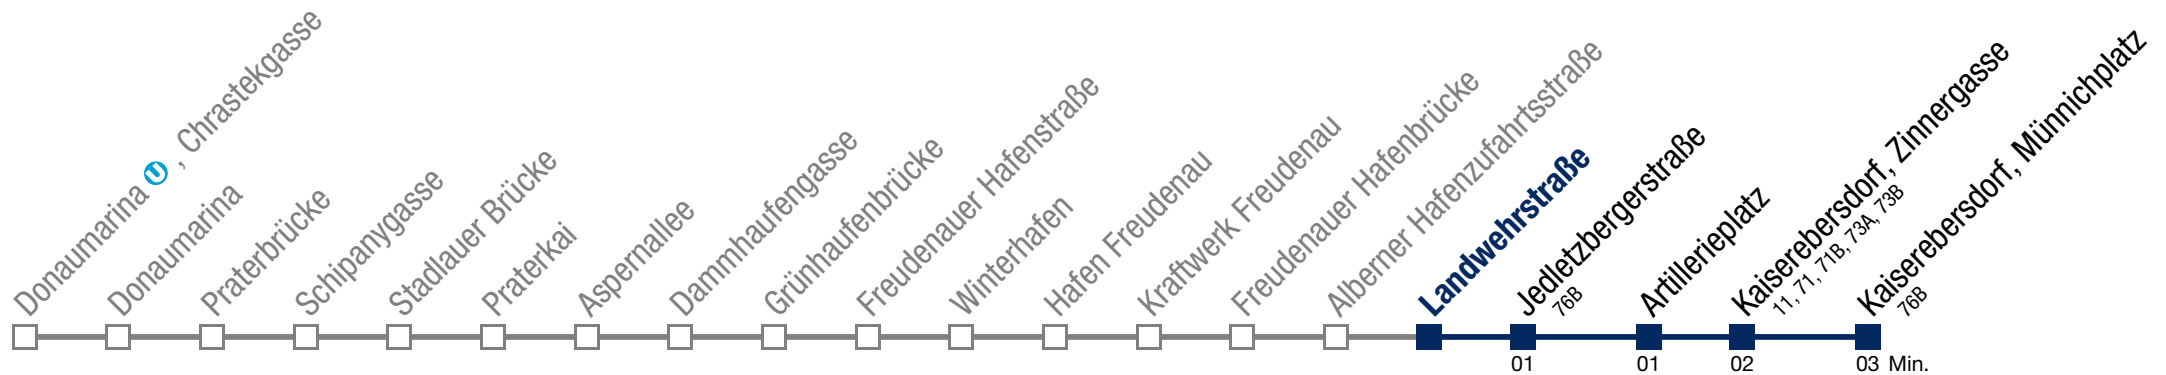 Donaumarina U, Chrastekgasse
Donaumarina
Praterbrücke
Schipanygasse
Stadlauer Brücke
Praterkai
Aspernallee
Dammhaufengasse
Grünhaufenbrücke
Freudenauer Hafenstraße
Winterhafen
Hafen Freudenau
Kraftwerk Freudenau
Freudenauer Hafenbrücke
Alberner Hafenzufahrtsstraße
Landwehrstraße
Jedletzbergerstraße
76B
Artillerieplatz
Kaiserebersdorf, Zinnergasse
11, 71, 71B, 73A, 73B
Kaiserebersdorf, Münnichplatz
76B
01 01 02 03 Min.